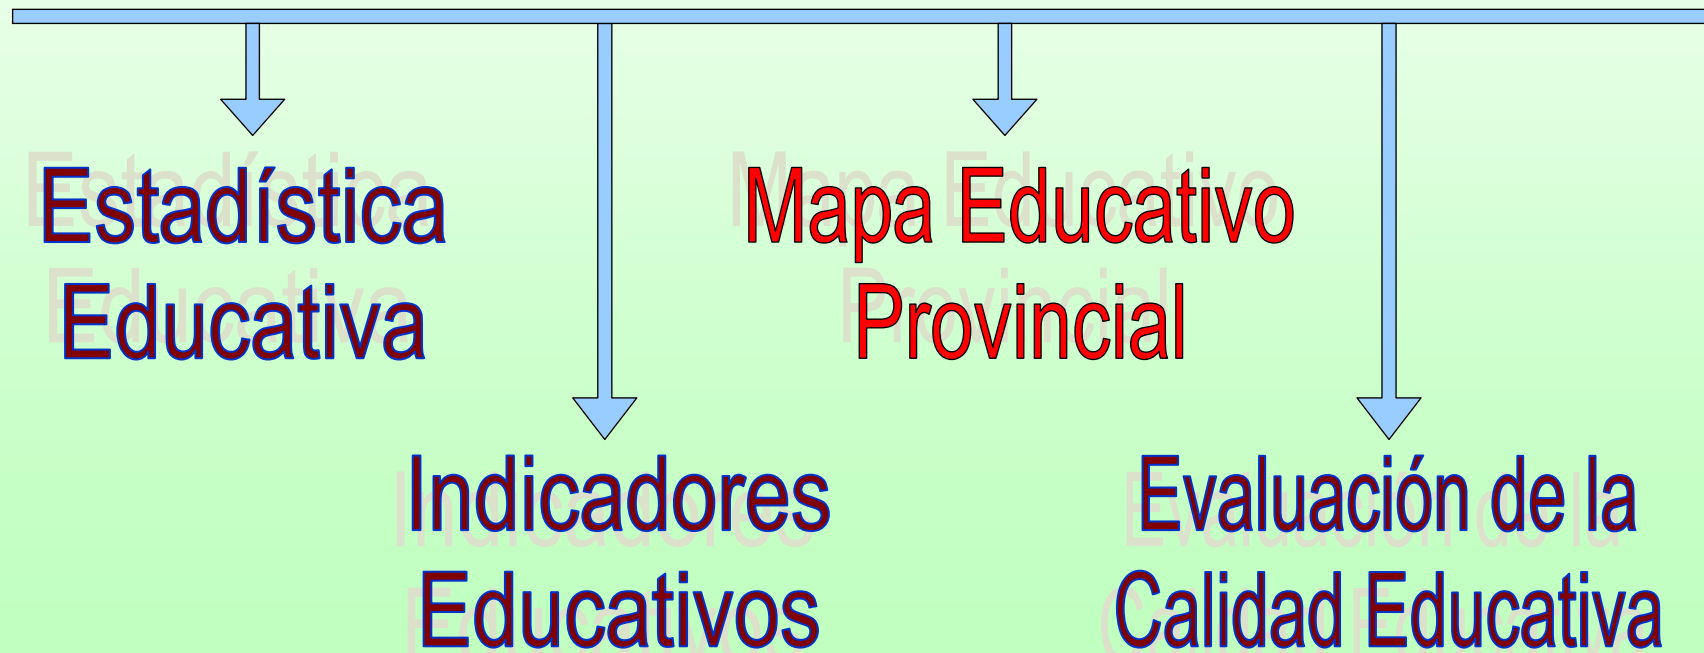 Estadística
Educativa
Mapa Educativo
Provincial
Indicadores
Educativos
Evaluación de la
Calidad Educativa